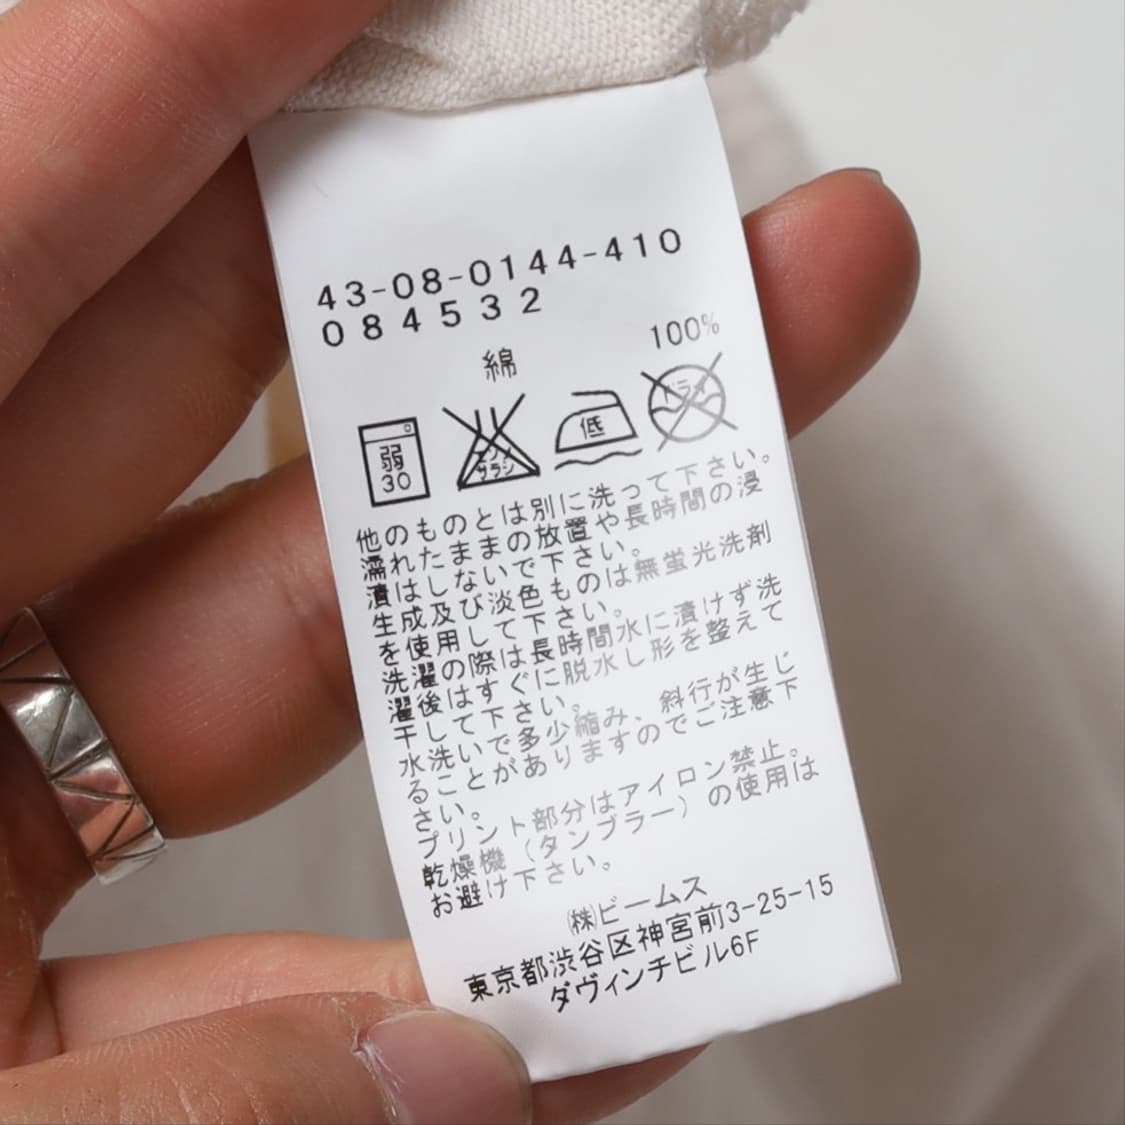 43-08-0144-410
084532
綿 100%
弱 30
エンソ サラシ
低
ドライ
他のものとは別に洗って下さい。
濡れたままの放置や長時間の浸
漬はしないで下さい。
生成及び淡色ものは無蛍光洗剤
を使用して下さい。
洗濯の際は長時間水に漬けず洗
濯後はすぐに脱水し形を整えて
干して下さい。
水洗いで多少縮み、斜行が生じ
ることがありますのでご注意下
さい。
プリント部分はアイロン禁止。
乾燥機（タンブラー）の使用は
お避け下さい。
㈱ビームス
東京都渋谷区神宮前3-25-15
ダヴィンチビル6F